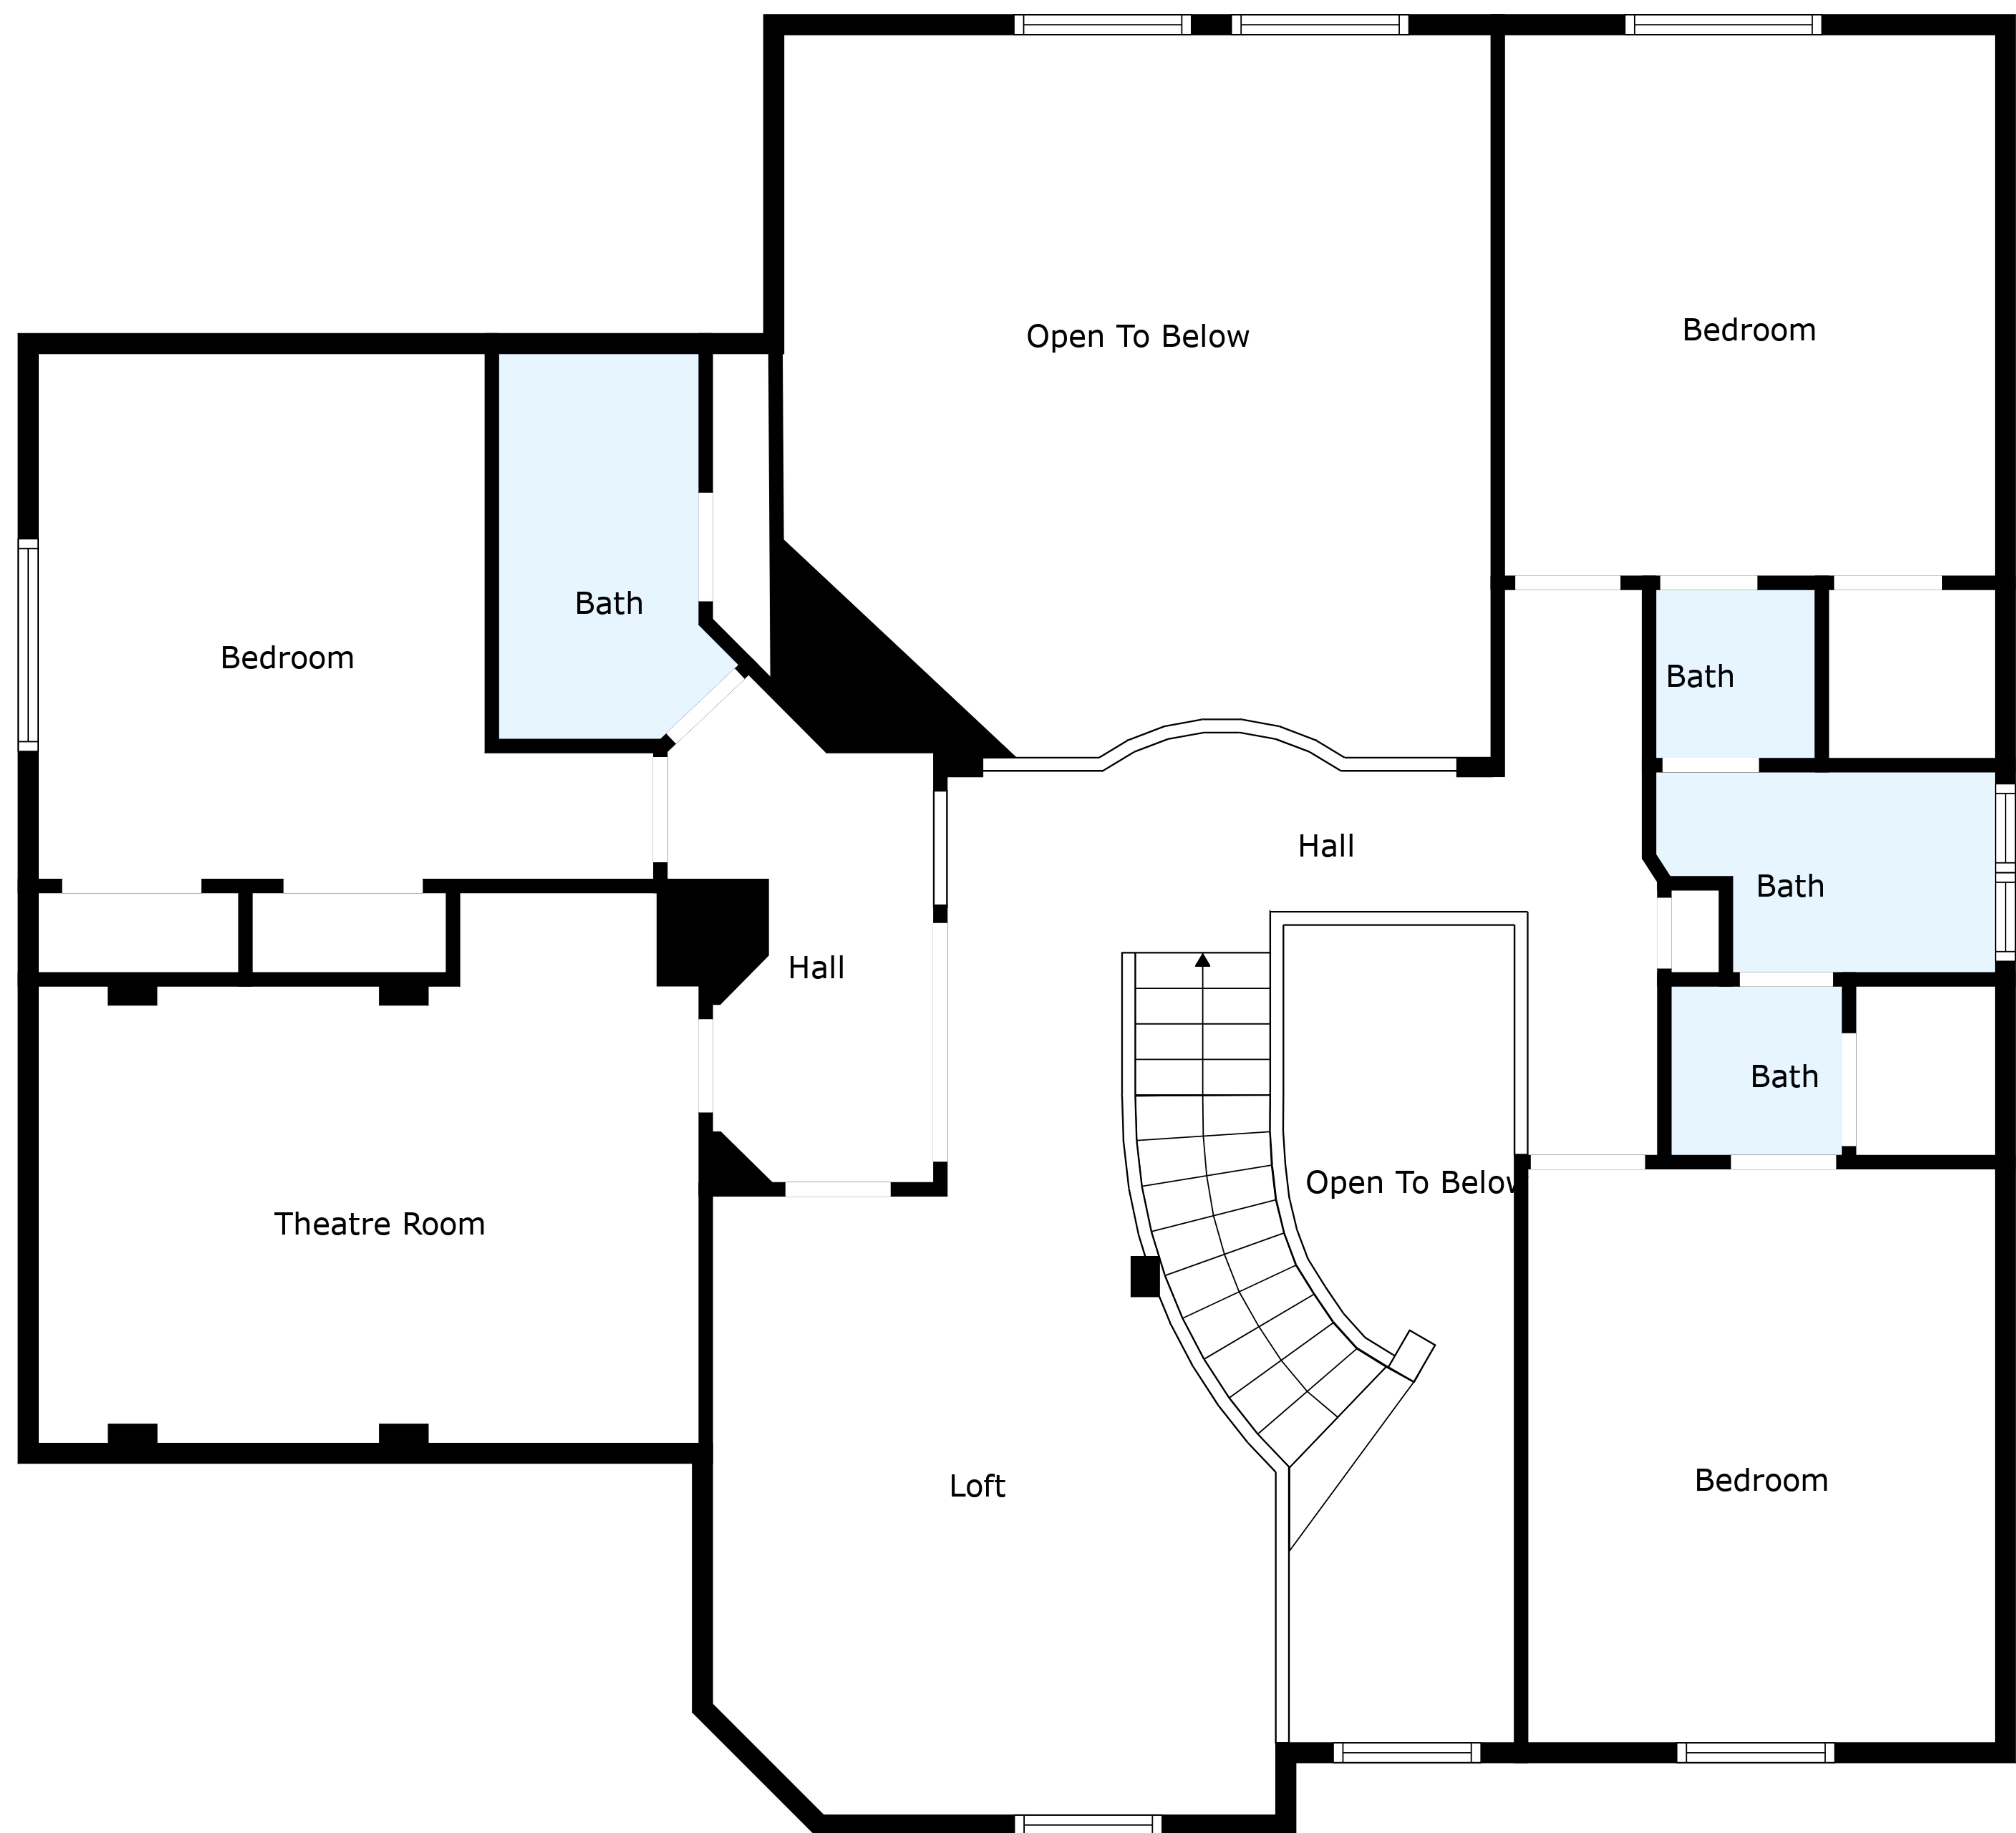 Open To Below
Bedroom
Bath
Bedroom
Bath
Hall
Bath
Hall
Bath
Open To Below
Theatre Room
Loft
Bedroom